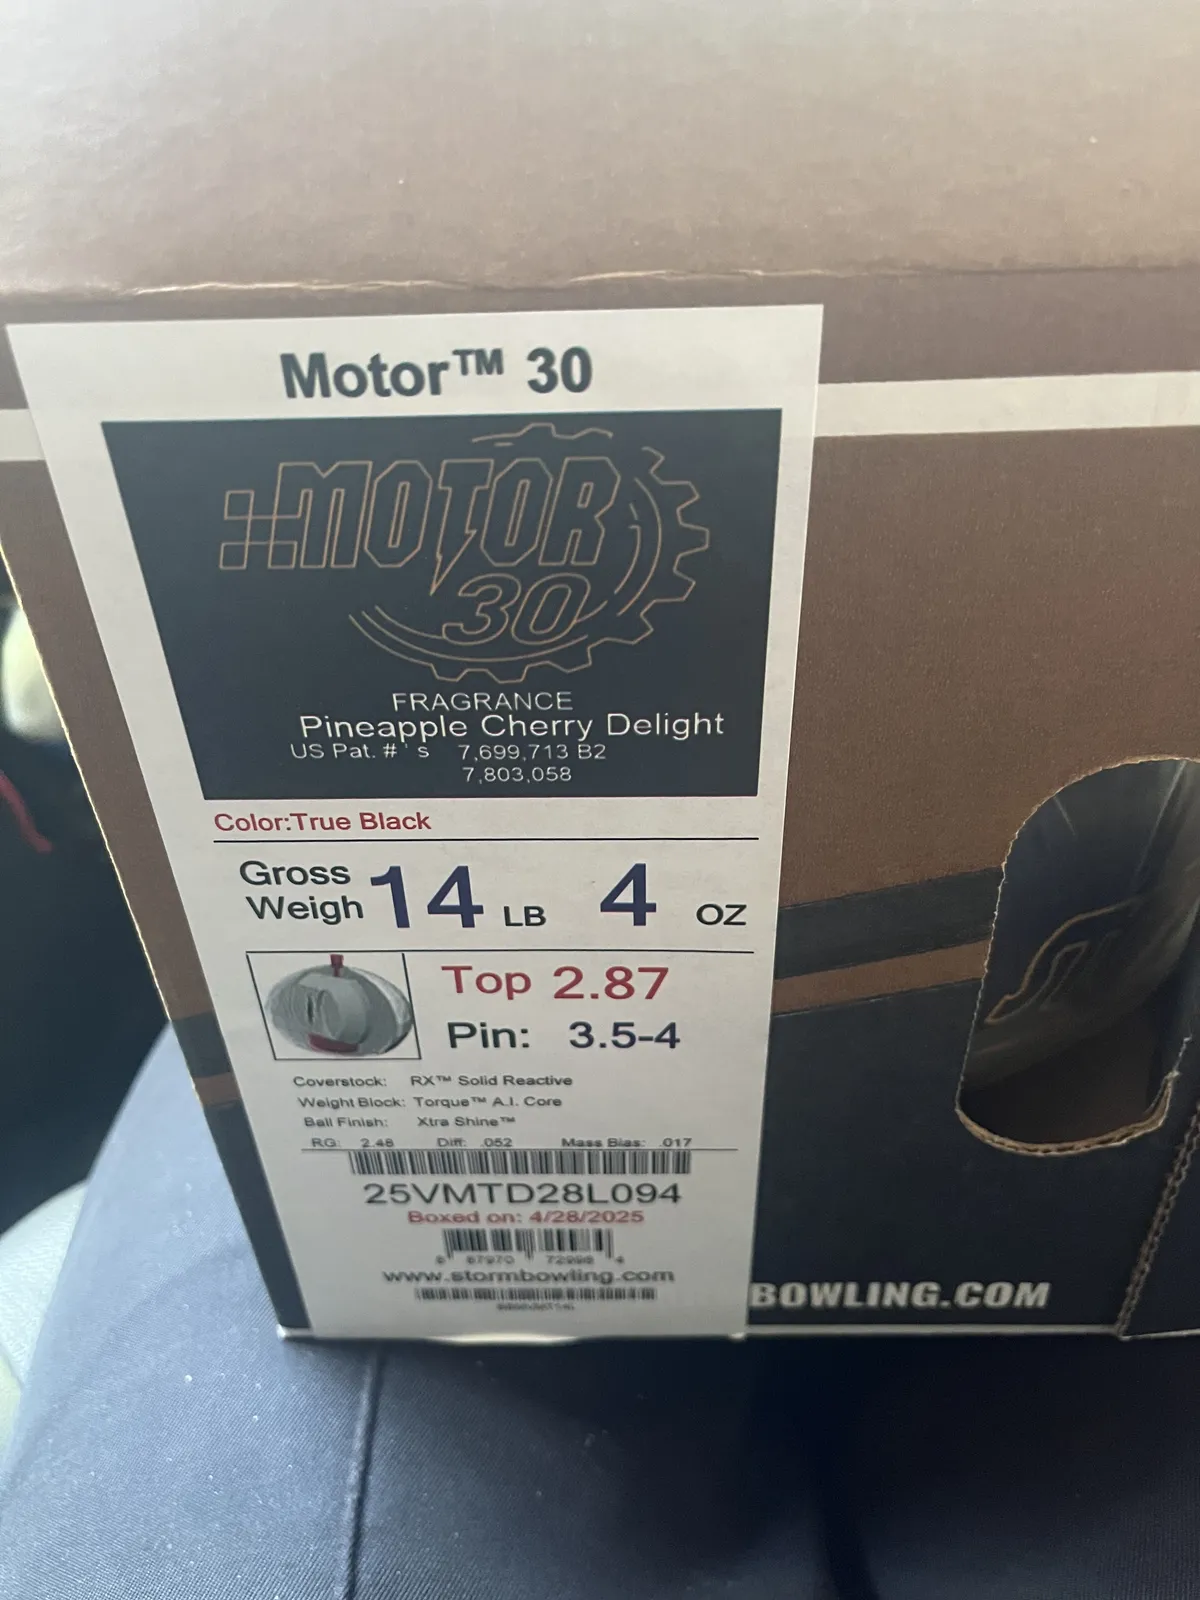 Motor™ 30
MOTOR
30
FRAGRANCE
Pineapple Cherry Delight
US Pat. # ' s 7,699,713 B2
7,803,058
Color:True Black
Gross Weigh 14 LB 4 OZ
Top 2.87
Pin: 3.5-4
Coverstock: RX™ Solid Reactive
Weight Block: Torque™ A.I. Core
Ball Finish: Xtra Shine™
RG: 2.48 Diff: .052 Mass Bias: .017
25VMTD28L094
Boxed on: 4/28/2025
www.stormbowling.com
BOWLING.COM